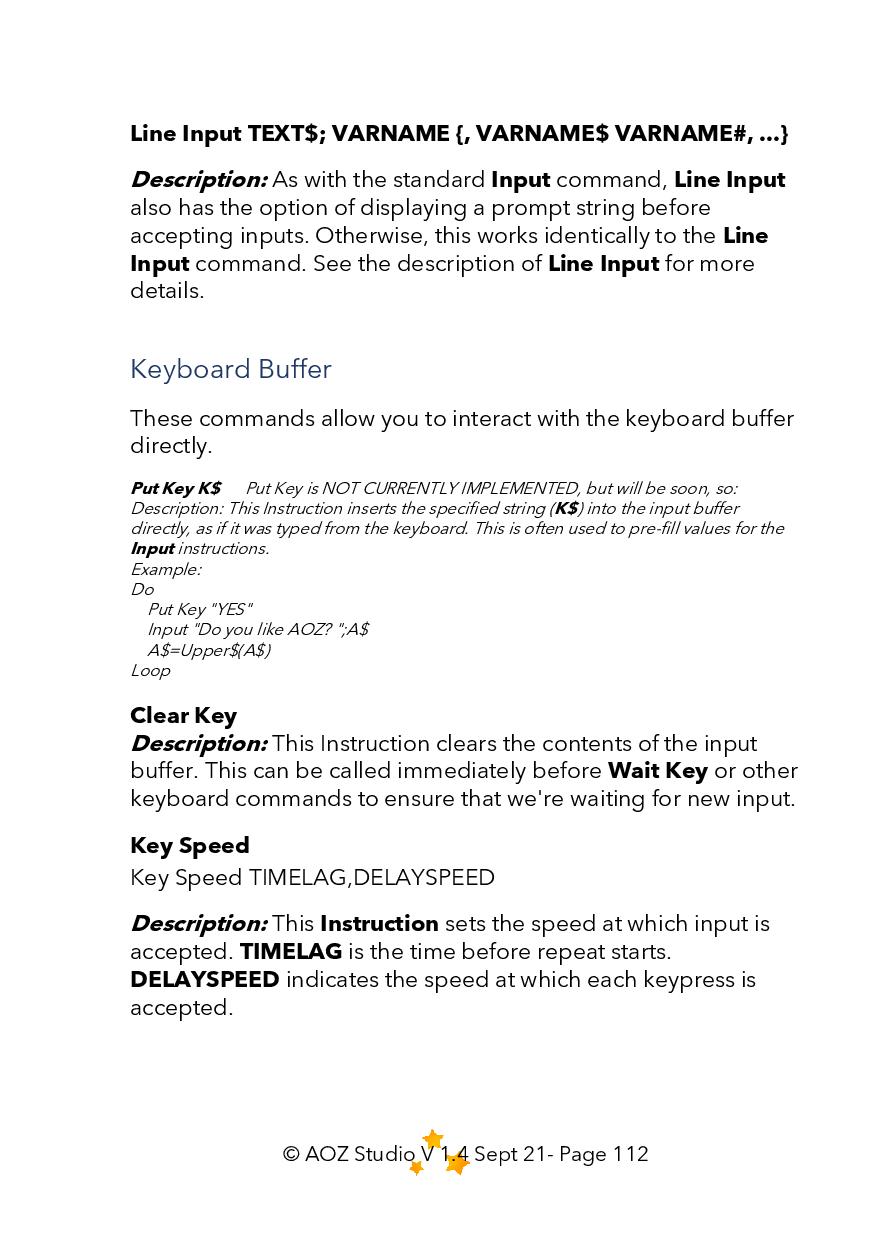 Line Input TEXT$; VARNAME {, VARNAME$ VARNAME#, ...}
Description: As with the standard Input command, Line Input
also has the option of displaying a prompt string before
accepting inputs. Otherwise, this works identically to the Line
Input command. See the description of Line Input for more
details.
Keyboard Buffer
These commands allow you to interact with the keyboard buffer
directly.
Put Key K$ Put Key is NOT CURRENTLY IMPLEMENTED, but will be soon, so:
Description: This Instruction inserts the specified string (K$) into the input buffer
directly, as if it was typed from the keyboard. This is often used to pre-fill values for the
Input instructions.
Example:
Do
Put Key "YES"
Input "Do you like AOZ? ";A$
A$=Upper$(A$)
Loop
Clear Key
Description: This Instruction clears the contents of the input
buffer. This can be called immediately before Wait Key or other
keyboard commands to ensure that we're waiting for new input.
Key Speed
Key Speed TIMELAG,DELAYSPEED
Description: This Instruction sets the speed at which input is
accepted. TIMELAG is the time before repeat starts.
DELAYSPEED indicates the speed at which each keypress is
accepted.
© AOZ Studio V 1.4 Sept 21- Page 112